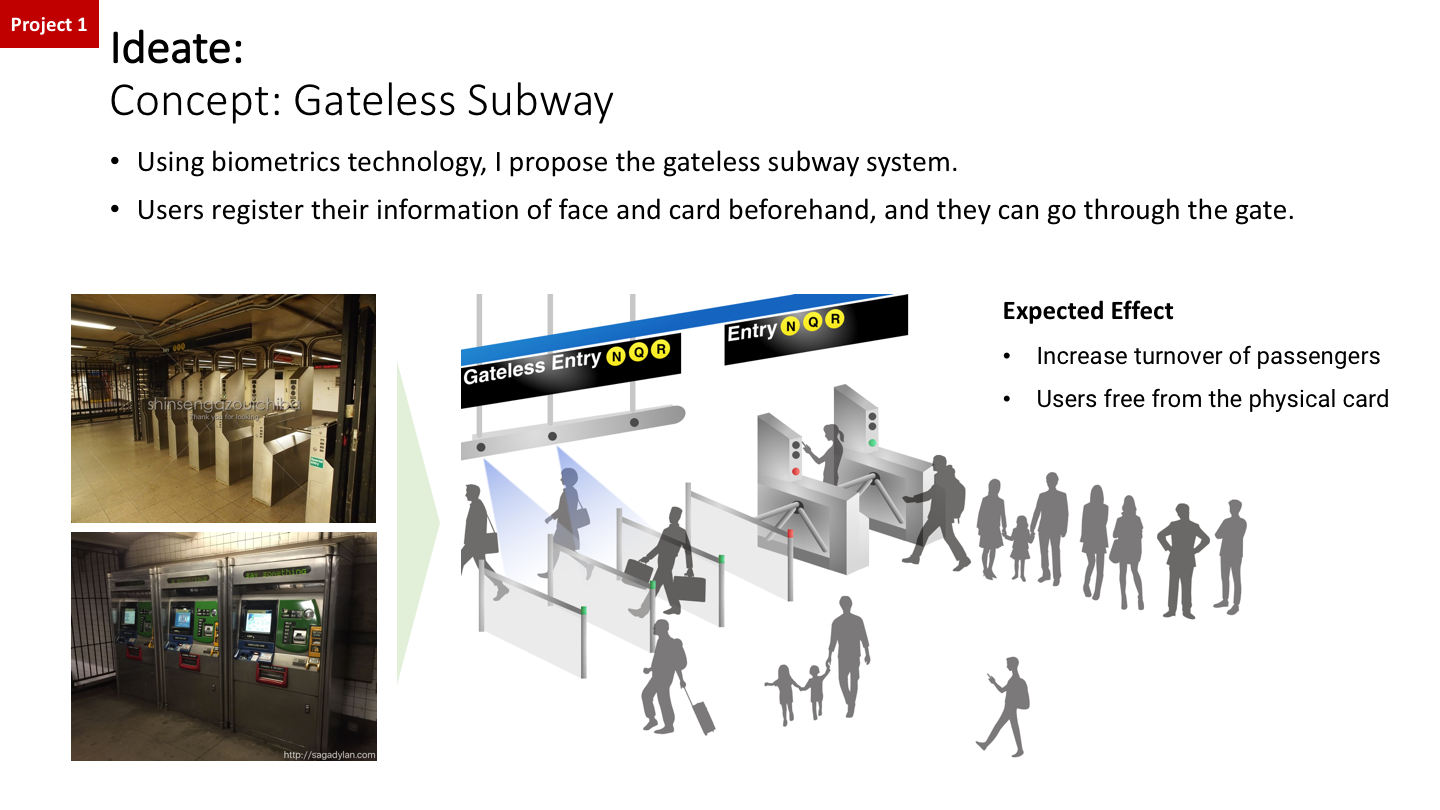 Project 1
Ideate:
Concept: Gateless Subway
• Using biometrics technology, I propose the gateless subway system.
• Users register their information of face and card beforehand, and they can go through the gate.
shinsengazouichiba
Thank you for looking
http://sagadylan.com
Gateless Entry N Q R
Entry N Q R
Expected Effect
• Increase turnover of passengers
• Users free from the physical card